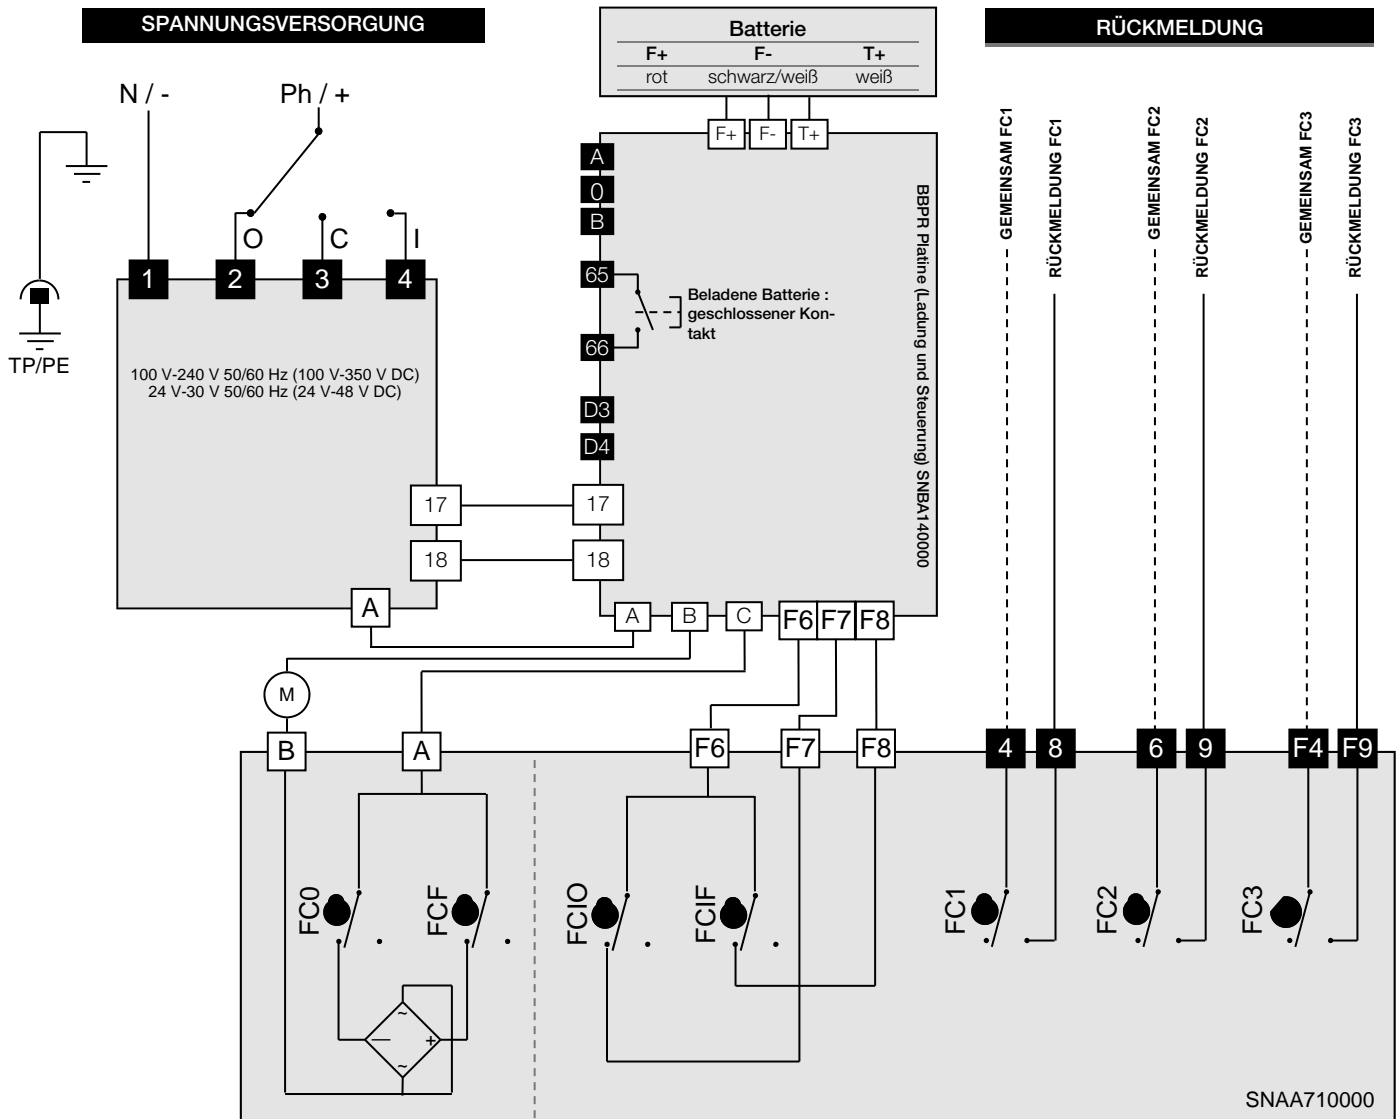 SPANNUNGSVERSORGUNG
Batterie
F+ F- T+
rot schwarz/weiß weiß
RÜCKMELDUNG
N / -
Ph / +
F+ F- T+
GEMEINSAM FC1
RÜCKMELDUNG FC1
GEMEINSAM FC2
RÜCKMELDUNG FC2
GEMEINSAM FC3
RÜCKMELDUNG FC3
A
0
B
O C I
1 2 3 4
65
Beladene Batterie :
geschlossener Kon-
takt
66
BBPR Platine (Ladung und Steuerung) SNBA140000
TP/PE
100 V-240 V 50/60 Hz (100 V-350 V DC)
24 V-30 V 50/60 Hz (24 V-48 V DC)
D3
D4
17 17
18 18
A
A B C F6 F7 F8
M
B A F6 F7 F8 4 8 6 9 F4 F9
FC0 FCF FCIO FCIF FC1 FC2 FC3
~
— +
~
SNAA710000